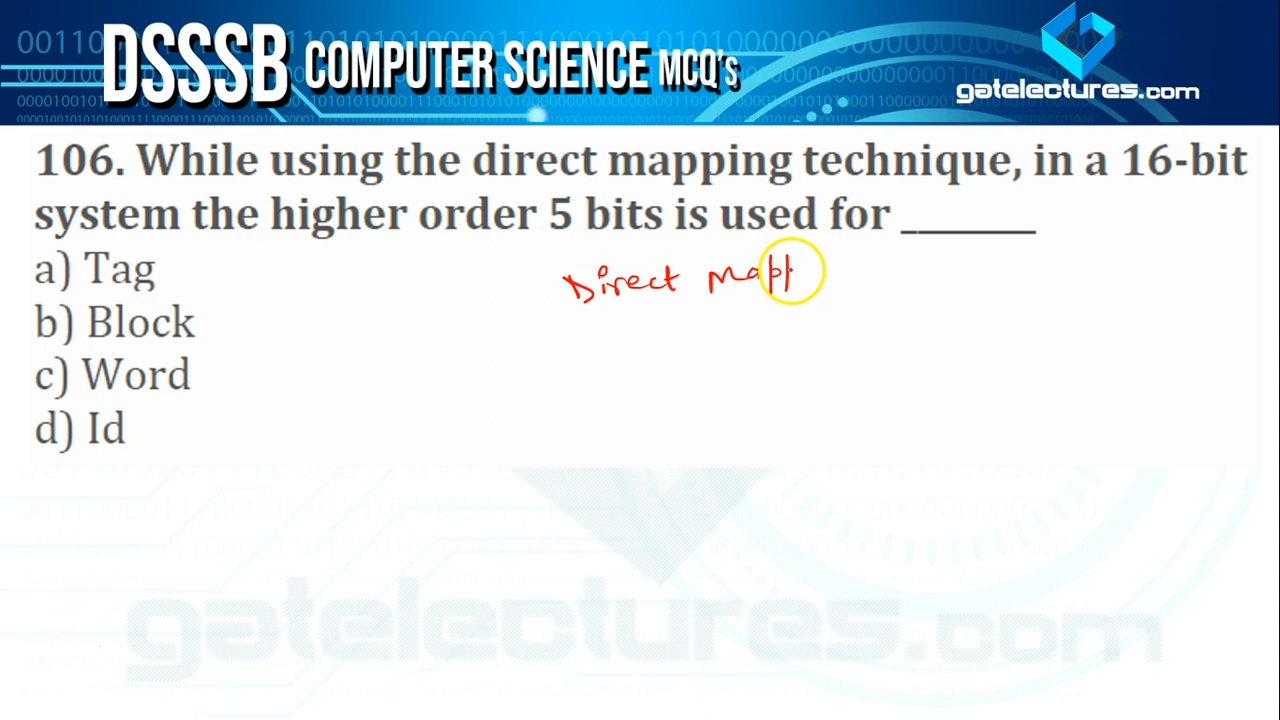 DSSSB COMPUTER SCIENCE MCQ's
gatelectures.com
106. While using the direct mapping technique, in a 16-bit
system the higher order 5 bits is used for ______
a) Tag
Direct Mapp
b) Block
c) Word
d) Id
gatelectures.com